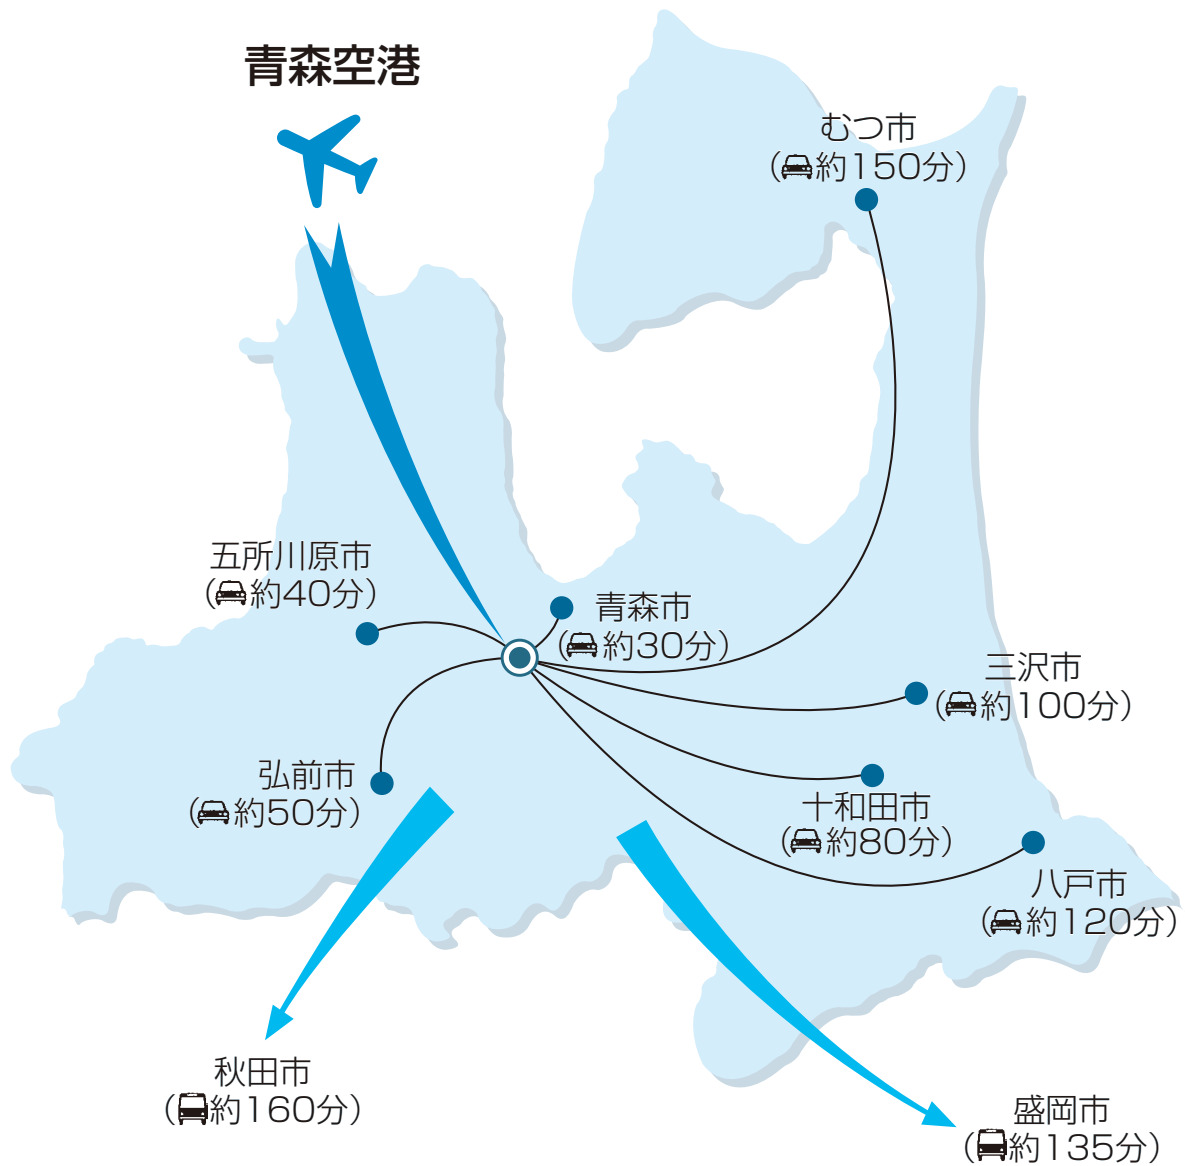 青森空港
むつ市
(約150分)
五所川原市
(約40分)
青森市
(約30分)
三沢市
(約100分)
弘前市
(約50分)
十和田市
(約80分)
八戸市
(約120分)
秋田市
(約160分)
盛岡市
(約135分)